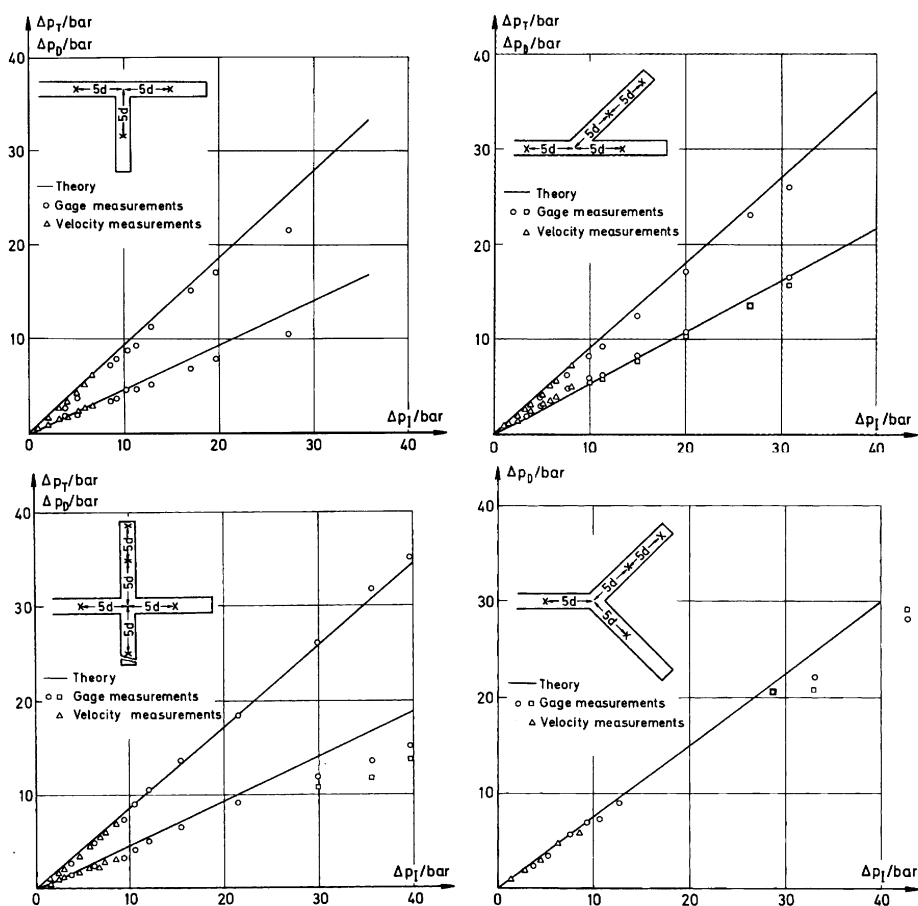 Δp_T/bar
Δp_D/bar
40
30
20
10
0
5d 5d
5d
— Theory
○ Gage measurements
△ Velocity measurements
Δp_I/bar
10 20 30 40
Δp_T/bar
Δp_D/bar
40
30
20
10
0
5d
5d
5d 5d
— Theory
○ □ Gage measurements
△ Velocity measurements
Δp_I/bar
10 20 30 40
Δp_T/bar
Δp_D/bar
40
30
20
10
0
5d
5d
5d 5d
5d
— Theory
○ □ Gage measurements
△ Velocity measurements
Δp_I/bar
10 20 30 40
Δp_D/bar
40
30
20
10
0
5d
5d
5d
5d
— Theory
○ □ Gage measurements
△ Velocity measurements
Δp_I/bar
10 20 30 40